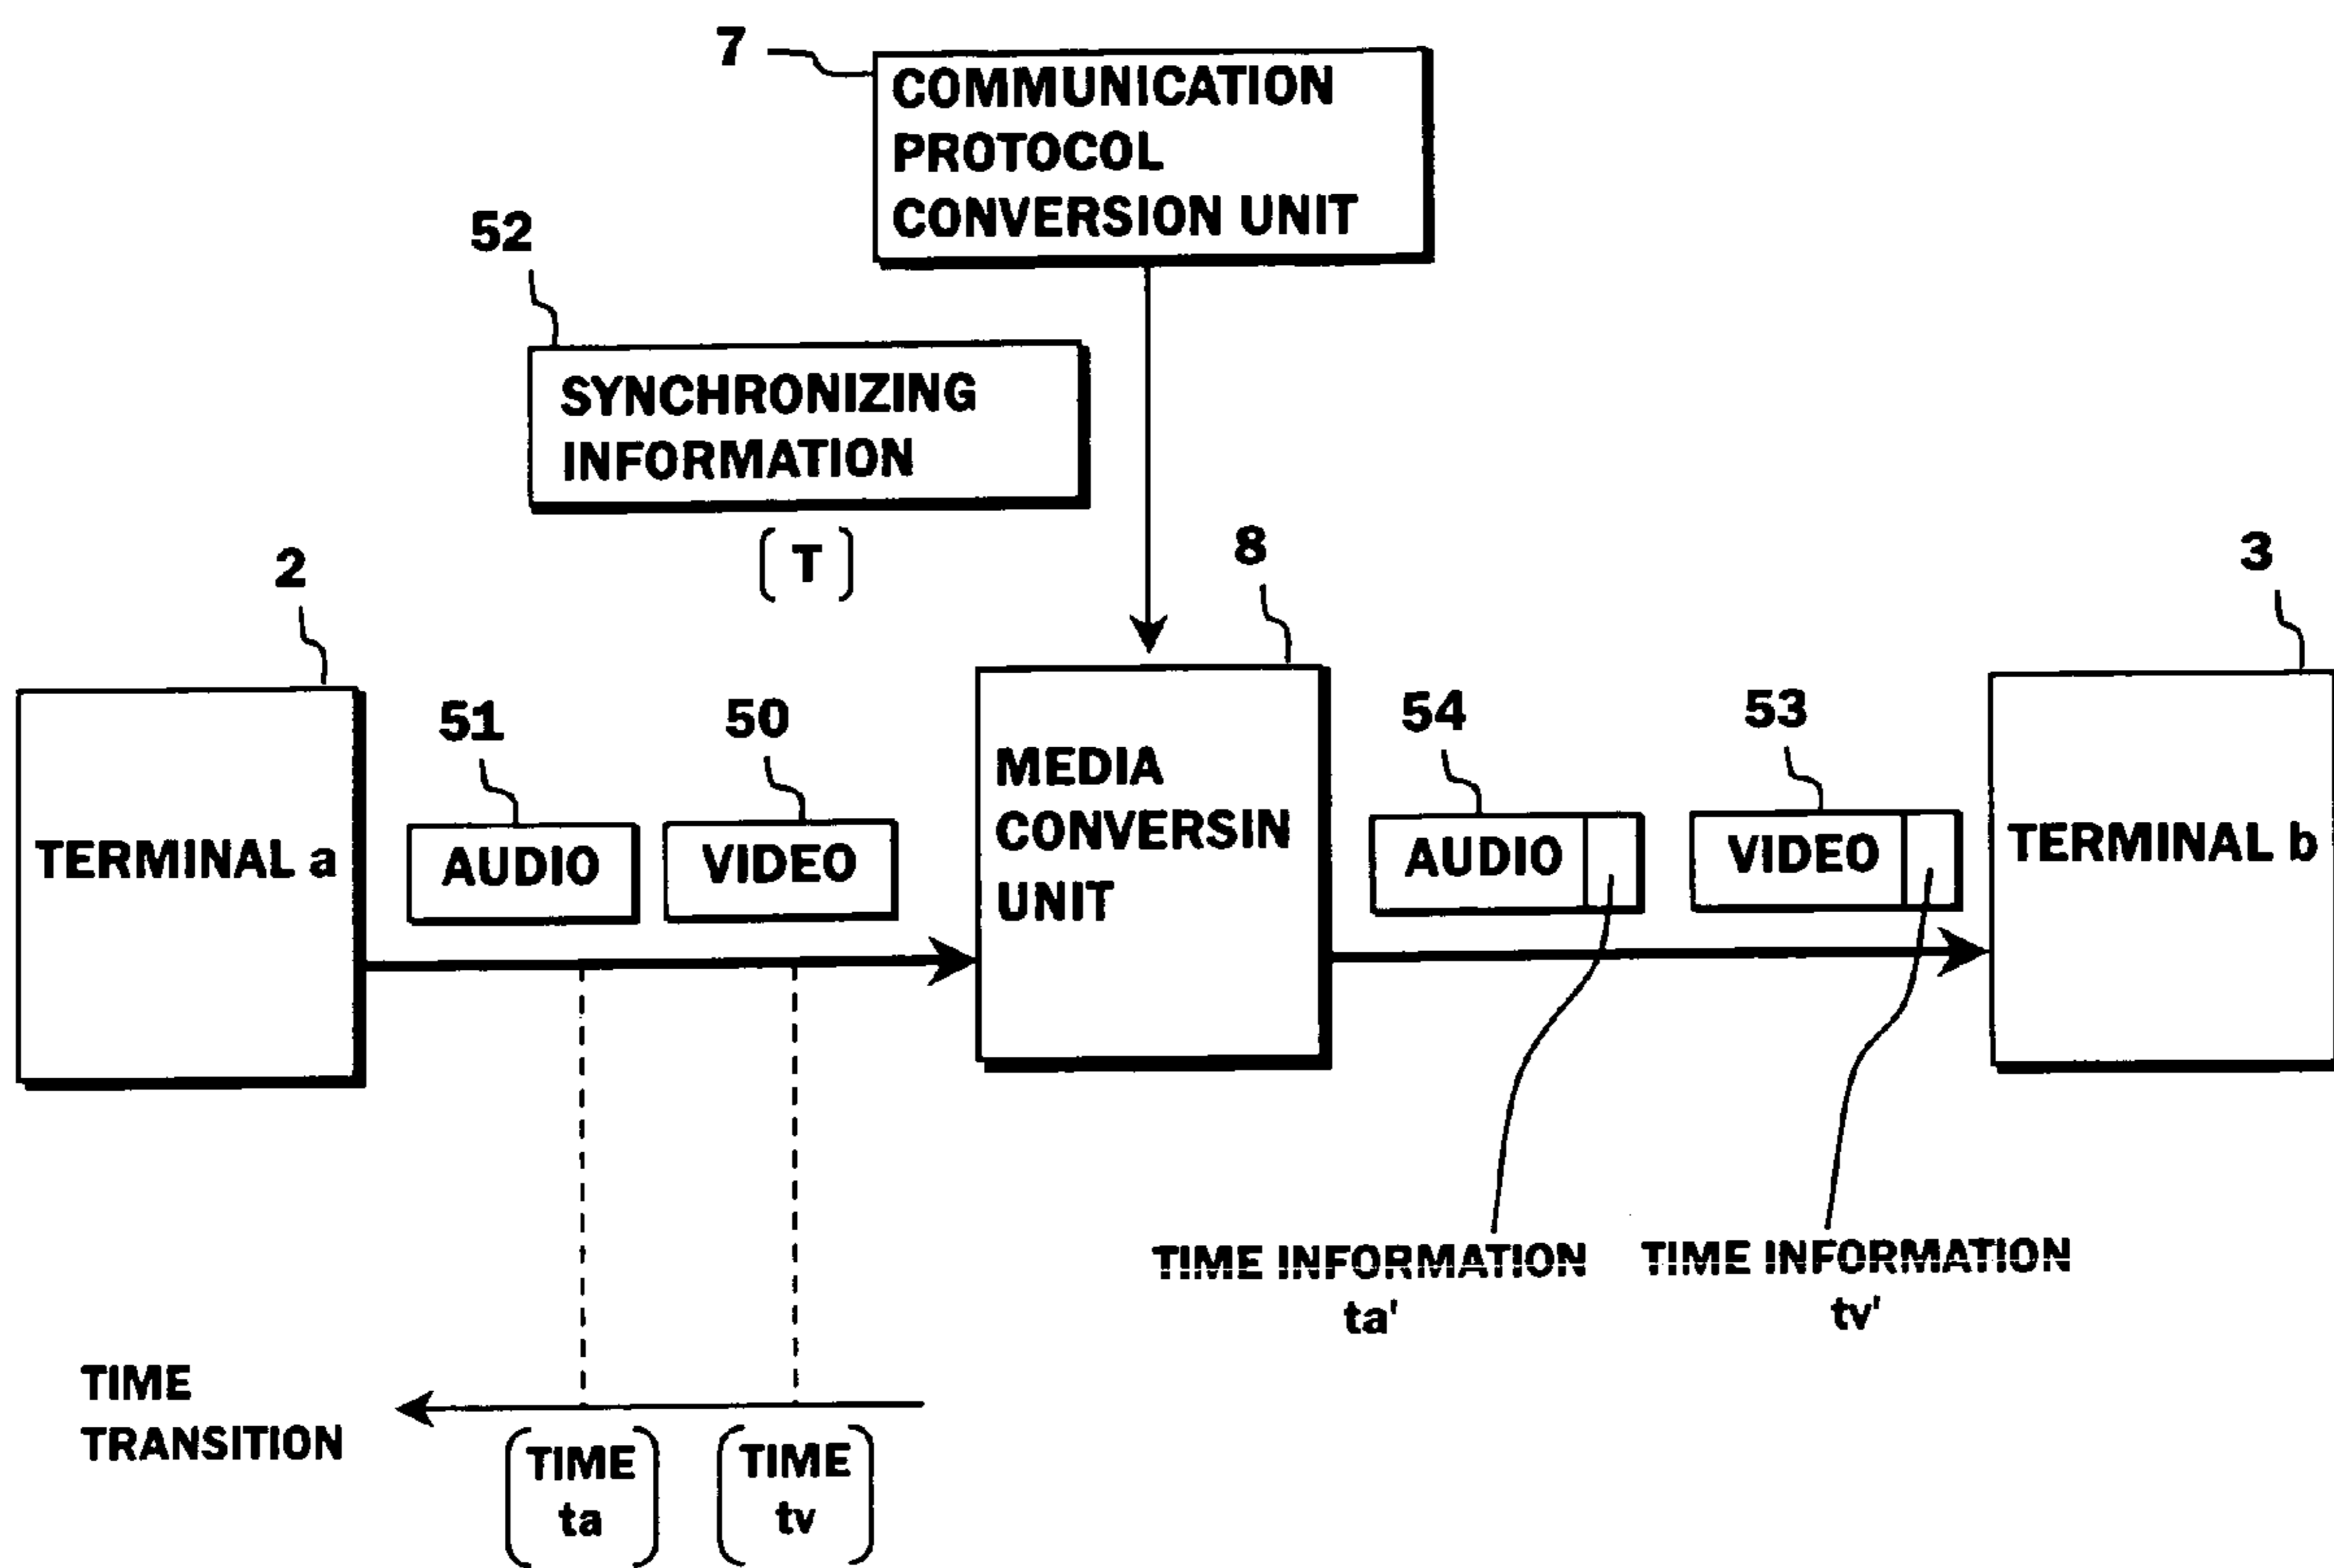 7
COMMUNICATION
PROTOCOL
CONVERSION UNIT
52
SYNCHRONIZING
INFORMATION
(T)
2
8
3
51
50
54
53
TERMINAL a
AUDIO
VIDEO
MEDIA
CONVERSIN
UNIT
AUDIO
VIDEO
TERMINAL b
TIME INFORMATION
ta'
TIME INFORMATION
tv'
TIME
TRANSITION
(TIME
ta)
(TIME
tv)